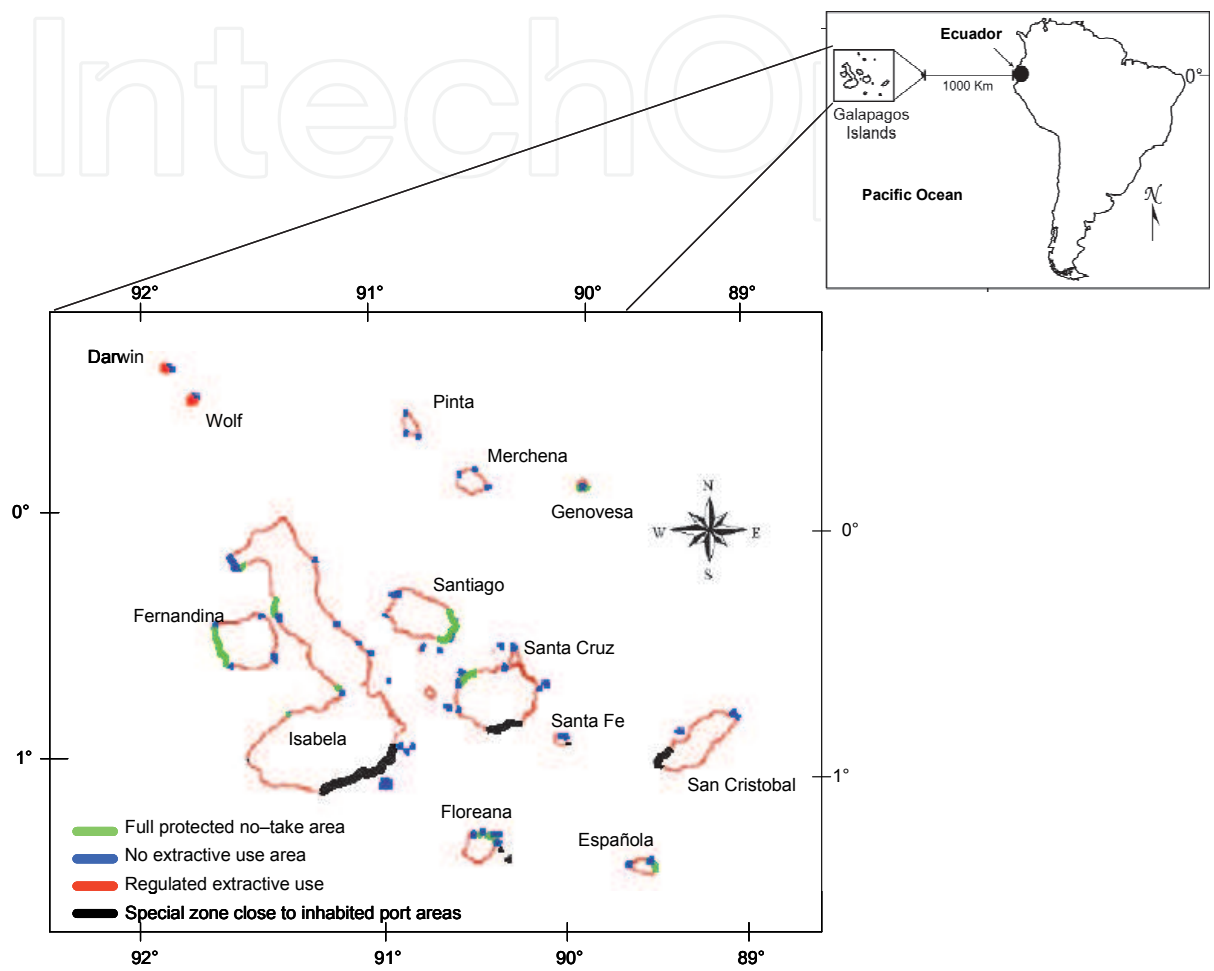 IntechO
Ecuador
0°
1000 Km
Galapagos
Islands
Pacific Ocean
N
92°
91°
90°
89°
Darwin
Wolf
Pinta
Merchena
Genovesa
0°
N
W
E
S
0°
Santiago
Fernandina
Santa Cruz
Santa Fe
Isabela
1°
San Cristobal
1°
Floreana
Española
Full protected no–take area
No extractive use area
Regulated extractive use
Special zone close to inhabited port areas
92°
91°
90°
89°